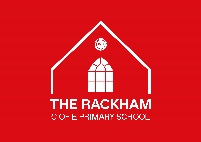 THE RACKHAM
C OF E PRIMARY SCHOOL